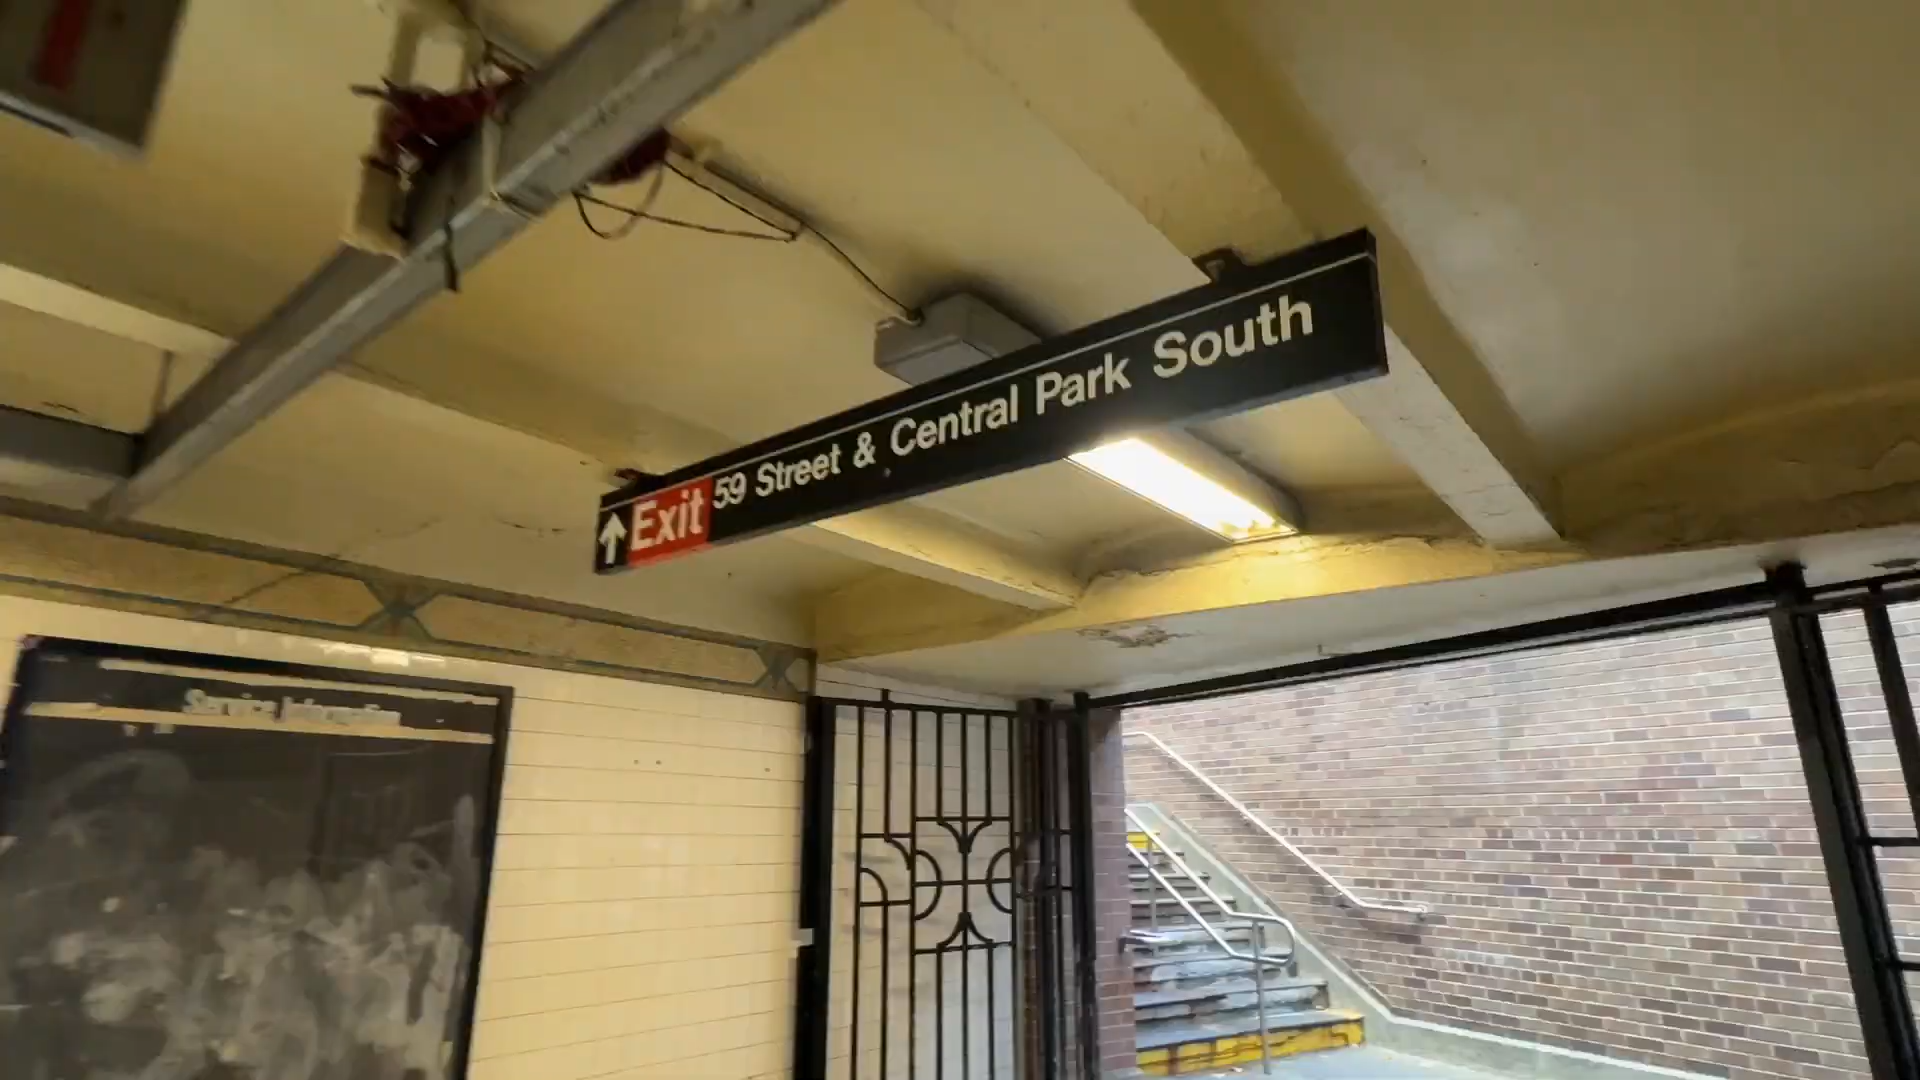 ↑ Exit 59 Street & Central Park South
Service Information